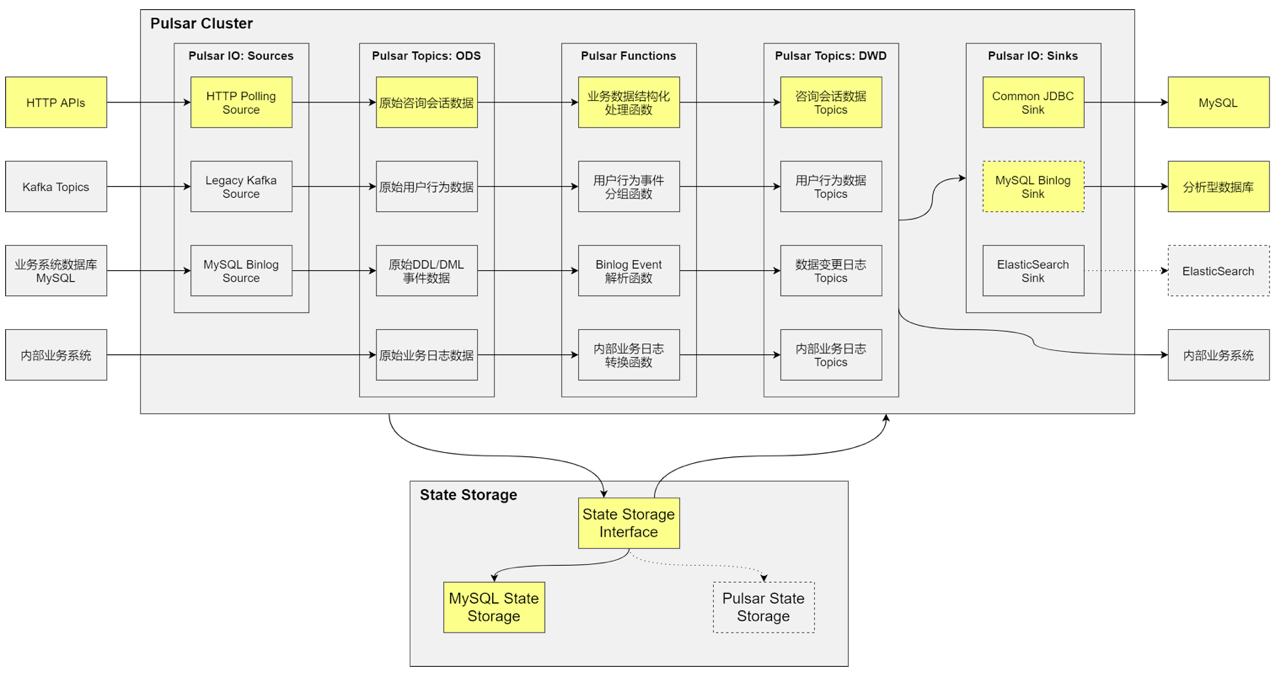 Pulsar Cluster
Pulsar IO: Sources
Pulsar Topics: ODS
Pulsar Functions
Pulsar Topics: DWD
Pulsar IO: Sinks
HTTP APIs
HTTP Polling
Source
原始咨询会话数据
业务数据结构化
处理函数
咨询会话数据
Topics
Common JDBC
Sink
MySQL
Kafka Topics
Legacy Kafka
Source
原始用户行为数据
用户行为事件
分组函数
用户行为数据
Topics
MySQL Binlog
Sink
分析型数据库
业务系统数据库
MySQL
MySQL Binlog
Source
原始DDL/DML
事件数据
Binlog Event
解析函数
数据变更日志
Topics
ElasticSearch
Sink
ElasticSearch
内部业务系统
原始业务日志数据
内部业务日志
转换函数
内部业务日志
Topics
内部业务系统
State Storage
State Storage
Interface
MySQL State
Storage
Pulsar State
Storage